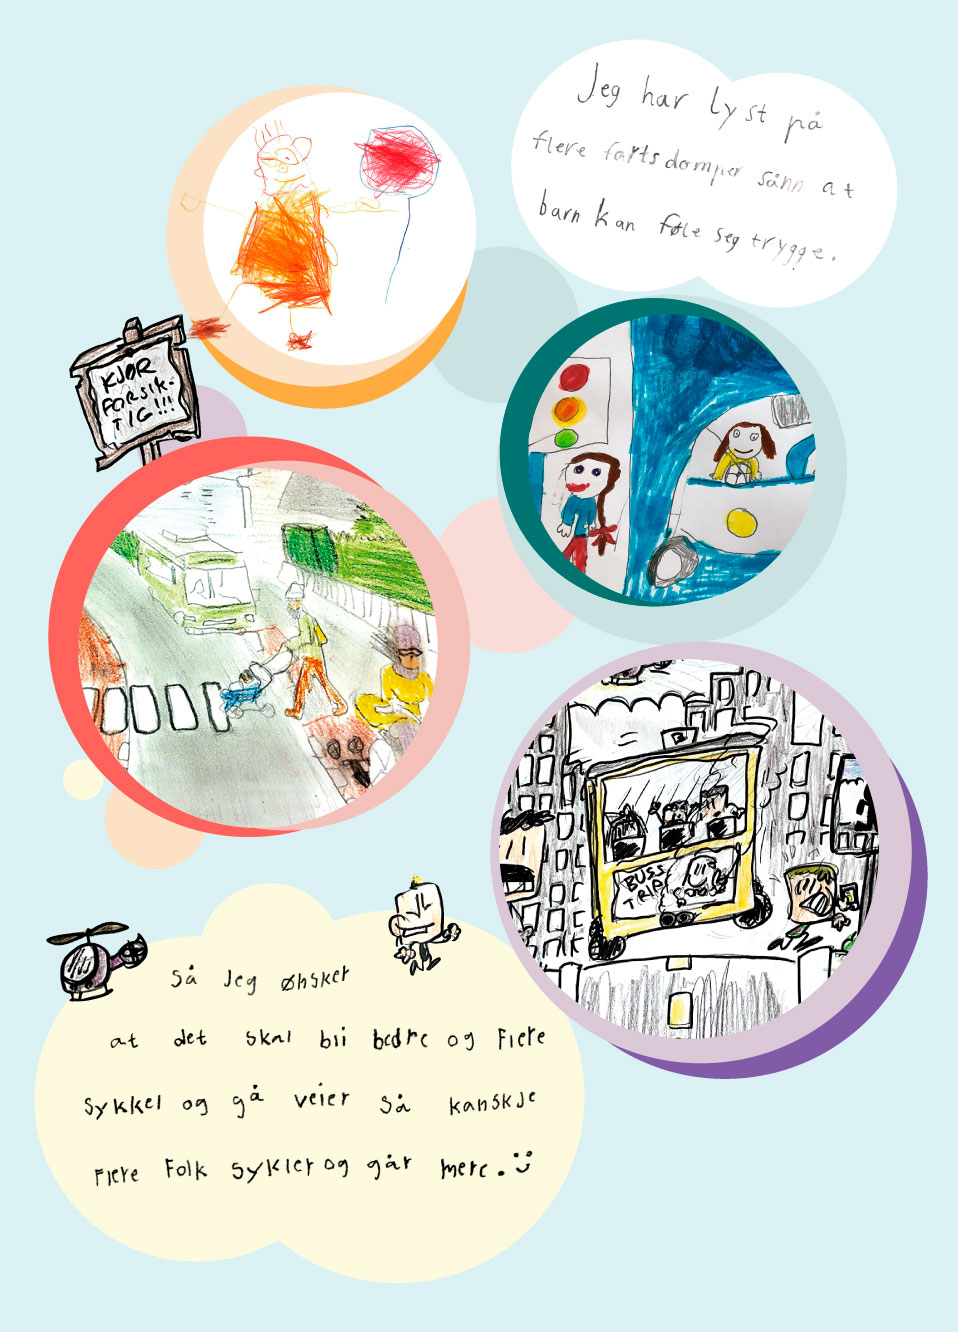 Jeg har lyst på
flere fartsdomper sånn at
barn kan føle seg trygge.
KJØR
FORSIK-
TIG!!!
BUSS
TRIP
Så Jeg ønsker
at det skal bli bedre og Flere
Sykkel og gå veier så kanskje
Flere Folk Sykler og går mere. :)